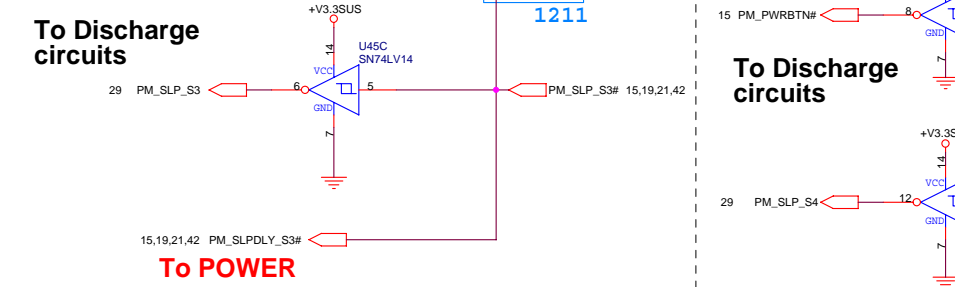 +V3.3SUS
1211
To Discharge
circuits
14
U45C
SN74LV14
VCC
29 PM_SLP_S3
6
5
PM_SLP_S3# 15,19,21,42
GND
7
15,19,21,42 PM_SLPDLY_S3#
To POWER
15 PM_PWRBTN#
8
GND
7
To Discharge
circuits
+V3.3S
14
VCC
29 PM_SLP_S4
12
GND
7